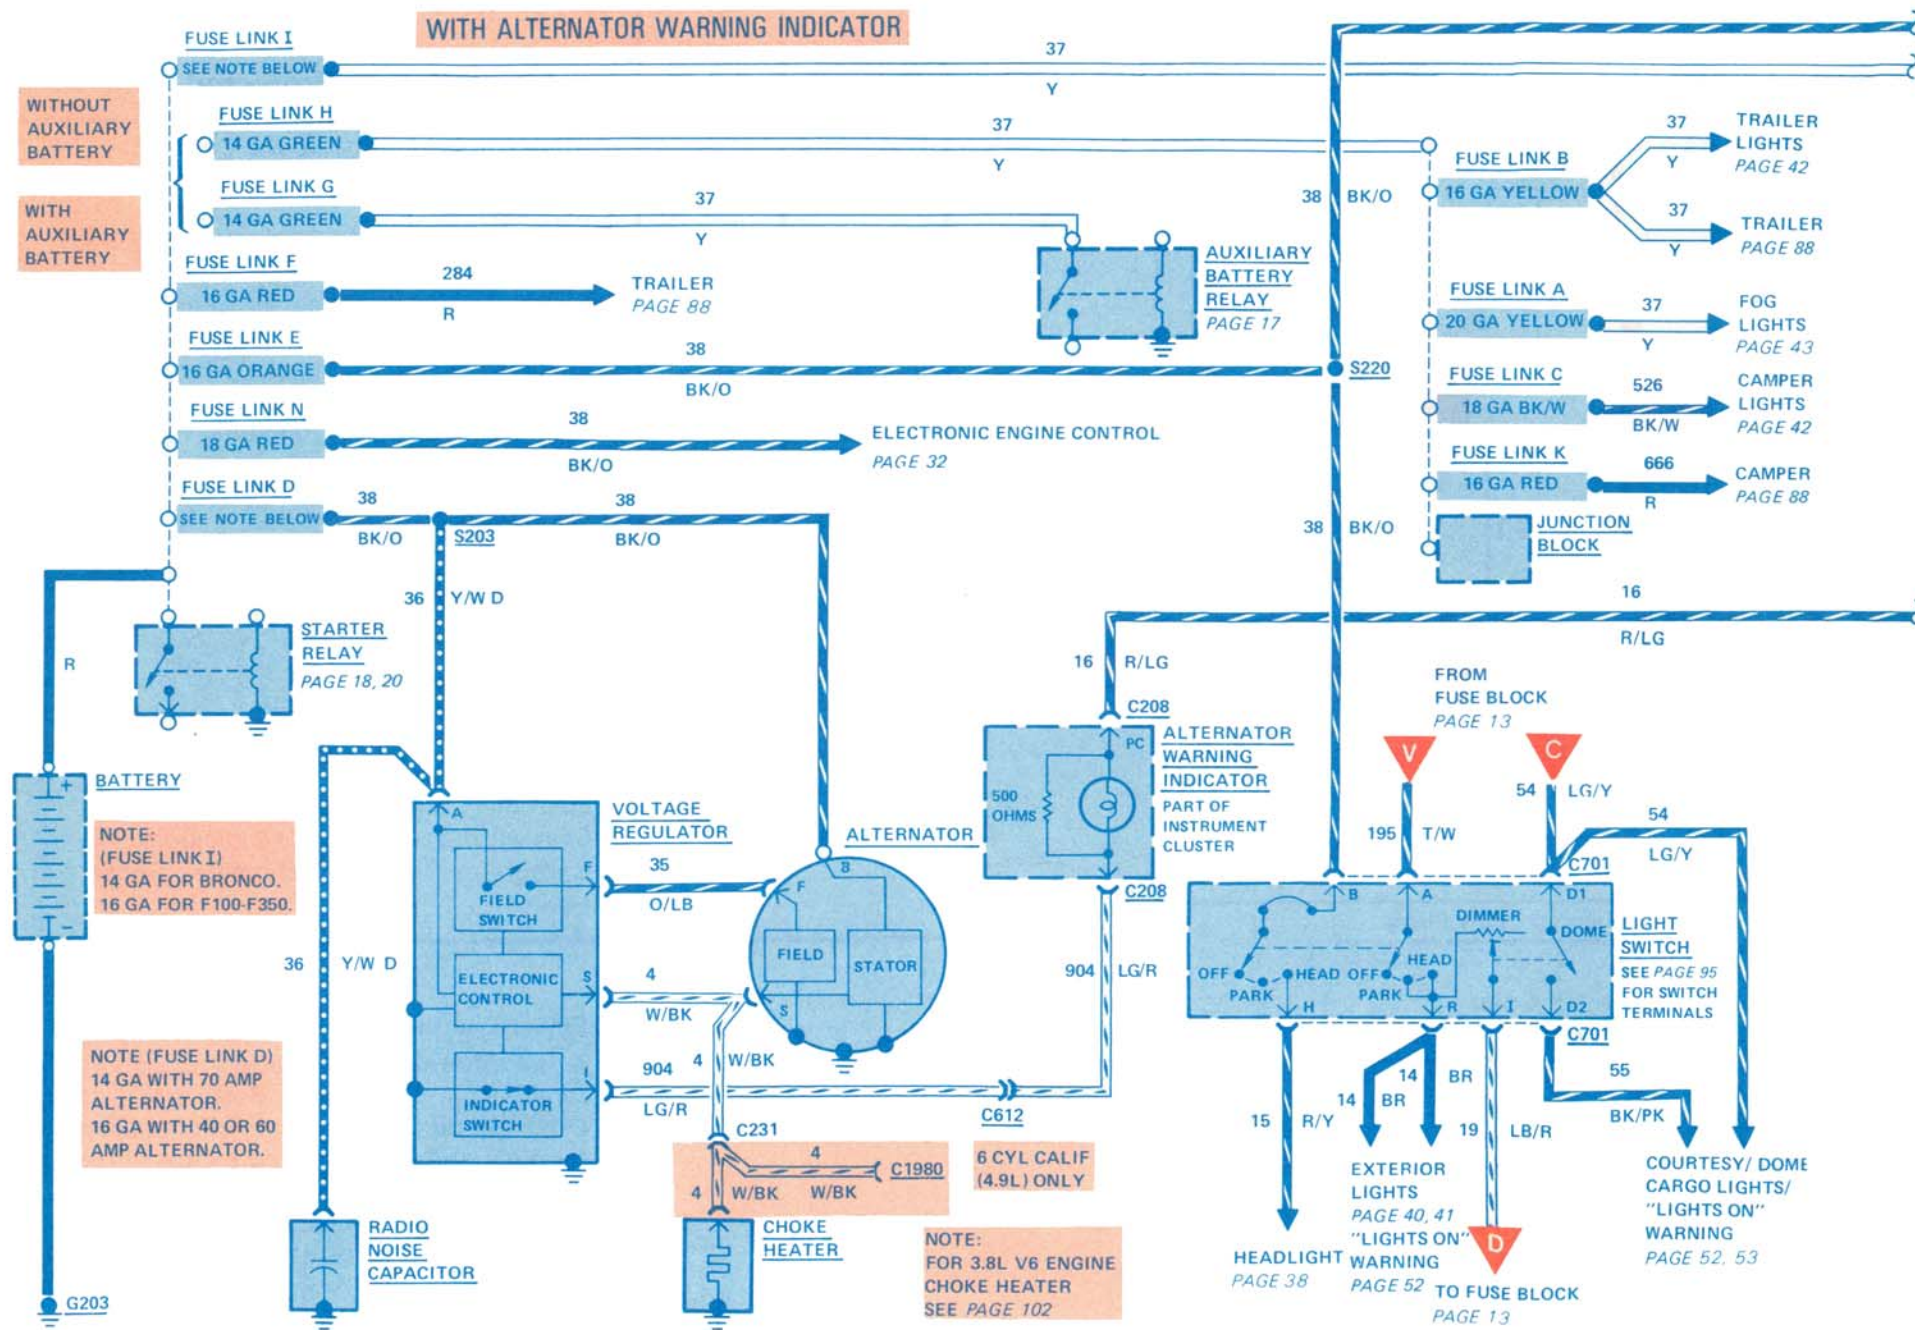 WITH ALTERNATOR WARNING INDICATOR
FUSE LINK I
SEE NOTE BELOW
37
Y
WITHOUT
AUXILIARY
BATTERY
FUSE LINK H
14 GA GREEN
37
Y
WITH
AUXILIARY
BATTERY
FUSE LINK G
14 GA GREEN
37
Y
FUSE LINK F
16 GA RED
284
R
TRAILER
PAGE 88
AUXILIARY
BATTERY
RELAY
PAGE 17
FUSE LINK E
16 GA ORANGE
38
BK/O
S220
38
BK/O
38
BK/O
FUSE LINK N
18 GA RED
38
BK/O
ELECTRONIC ENGINE CONTROL
PAGE 32
FUSE LINK D
SEE NOTE BELOW
38
BK/O
S203
38
BK/O
FUSE LINK B
16 GA YELLOW
37
Y
TRAILER
LIGHTS
PAGE 42
37
Y
TRAILER
PAGE 88
FUSE LINK A
20 GA YELLOW
37
Y
FOG
LIGHTS
PAGE 43
FUSE LINK C
18 GA BK/W
526
BK/W
CAMPER
LIGHTS
PAGE 42
FUSE LINK K
16 GA RED
666
R
CAMPER
PAGE 88
JUNCTION
BLOCK
36
Y/W D
R
STARTER
RELAY
PAGE 18, 20
16
R/LG
16
R/LG
C208
PC
500
OHMS
ALTERNATOR
WARNING
INDICATOR
PART OF
INSTRUMENT
CLUSTER
C208
FROM
FUSE BLOCK
PAGE 13
V
C
195
T/W
54
LG/Y
54
LG/Y
C701
BATTERY
+
-
NOTE:
(FUSE LINK I)
14 GA FOR BRONCO.
16 GA FOR F100-F350.
36
Y/W D
NOTE (FUSE LINK D)
14 GA WITH 70 AMP
ALTERNATOR.
16 GA WITH 40 OR 60
AMP ALTERNATOR.
G203
VOLTAGE
REGULATOR
A
FIELD
SWITCH
F
ELECTRONIC
CONTROL
S
INDICATOR
SWITCH
I
35
O/LB
4
W/BK
4
W/BK
904
LG/R
ALTERNATOR
B
F
FIELD
STATOR
S
904
LG/R
C612
C231
4
W/BK
C1980
4
W/BK
6 CYL CALIF
(4.9L) ONLY
RADIO
NOISE
CAPACITOR
CHOKE
HEATER
NOTE:
FOR 3.8L V6 ENGINE
CHOKE HEATER
SEE PAGE 102
B
A
D1
DIMMER
DOME
OFF
HEAD
PARK
OFF
HEAD
PARK
H
R
I
D2
LIGHT
SWITCH
SEE PAGE 95
FOR SWITCH
TERMINALS
C701
15
R/Y
14
BR
14
BR
19
LB/R
55
BK/PK
HEADLIGHT
PAGE 38
EXTERIOR
LIGHTS
PAGE 40, 41
"LIGHTS ON"
WARNING
PAGE 52
D
TO FUSE BLOCK
PAGE 13
COURTESY/ DOME
CARGO LIGHTS/
"LIGHTS ON"
WARNING
PAGE 52, 53